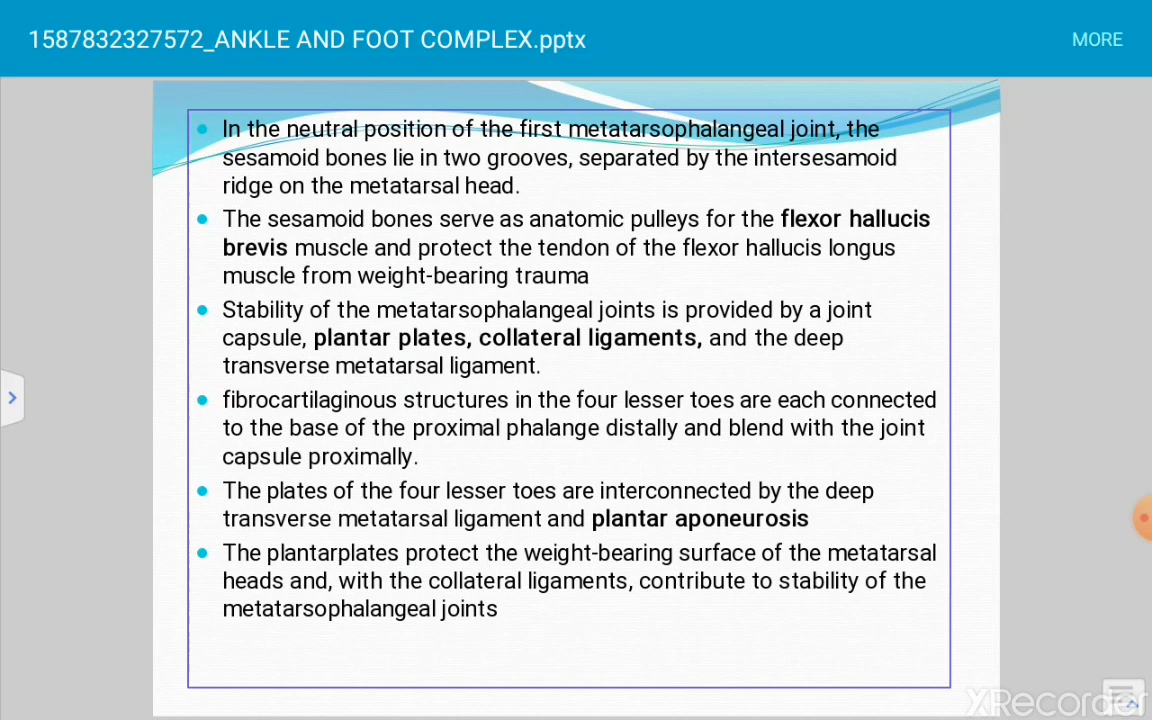 1587832327572_ANKLE AND FOOT COMPLEX.pptx
MORE
In the neutral position of the first metatarsophalangeal joint, the
sesamoid bones lie in two grooves, separated by the intersesamoid
ridge on the metatarsal head.
The sesamoid bones serve as anatomic pulleys for the flexor hallucis
brevis muscle and protect the tendon of the flexor hallucis longus
muscle from weight-bearing trauma
Stability of the metatarsophalangeal joints is provided by a joint
capsule, plantar plates, collateral ligaments, and the deep
transverse metatarsal ligament.
fibrocartilaginous structures in the four lesser toes are each connected
to the base of the proximal phalange distally and blend with the joint
capsule proximally.
The plates of the four lesser toes are interconnected by the deep
transverse metatarsal ligament and plantar aponeurosis
The plantarplates protect the weight-bearing surface of the metatarsal
heads and, with the collateral ligaments, contribute to stability of the
metatarsophalangeal joints
XRecorder